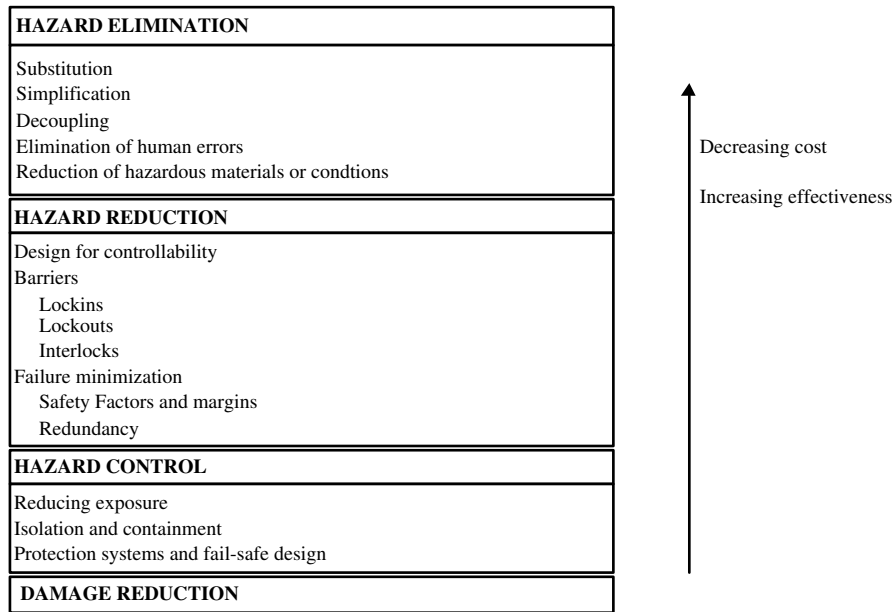 HAZARD ELIMINATION
Substitution
Simplification
Decoupling
Elimination of human errors
Reduction of hazardous materials or condtions
HAZARD REDUCTION
Design for controllability
Barriers
Lockins
Lockouts
Interlocks
Failure minimization
Safety Factors and margins
Redundancy
HAZARD CONTROL
Reducing exposure
Isolation and containment
Protection systems and fail-safe design
DAMAGE REDUCTION
Decreasing cost
Increasing effectiveness